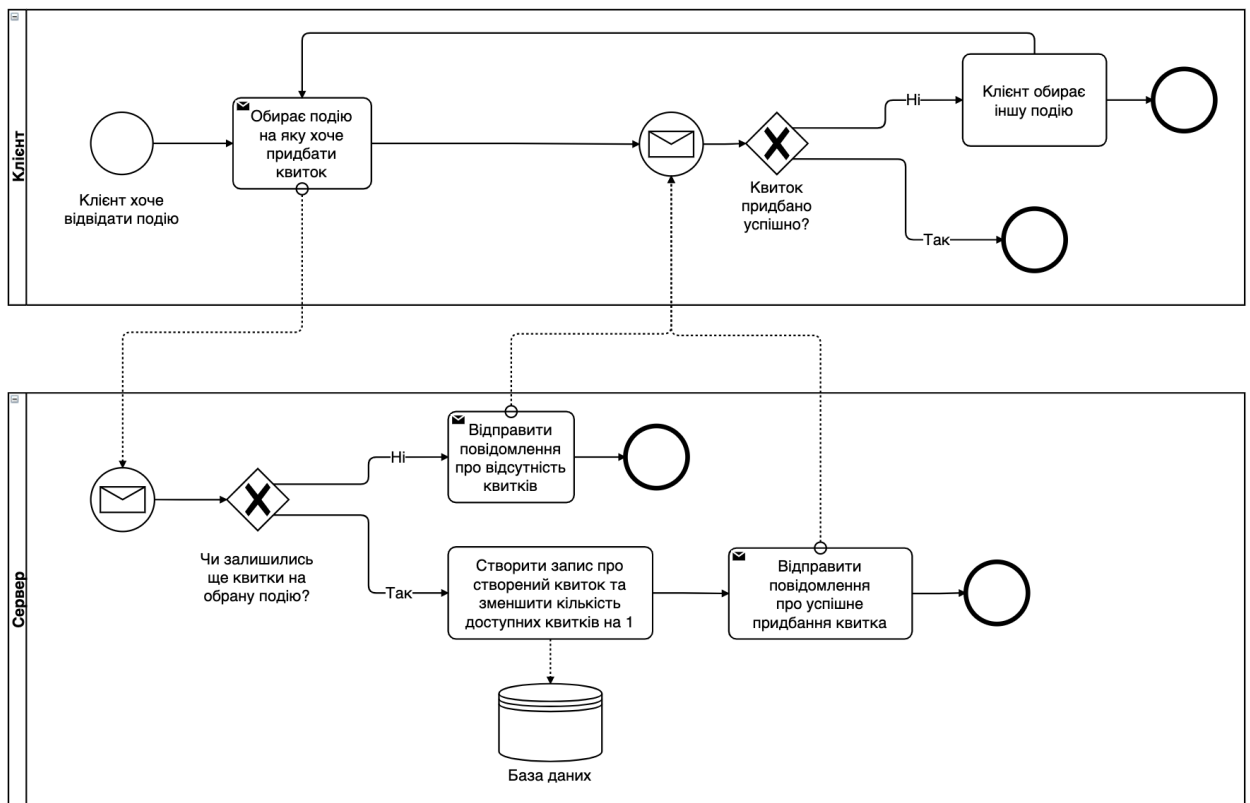 Клієнт
Клієнт хоче
відвідати подію
Обирає подію
на яку хоче
придбати
квиток
Квиток
придбано
успішно?
Ні
Клієнт обирає
іншу подію
Так
Сервер
Чи залишились
ще квитки на
обрану подію?
Ні
Відправити
повідомлення
про відсутність
квитків
Так
Створити запис про
створений квиток та
зменшити кількість
доступних квитків на 1
База даних
Відправити
повідомлення
про успішне
придбання квитка